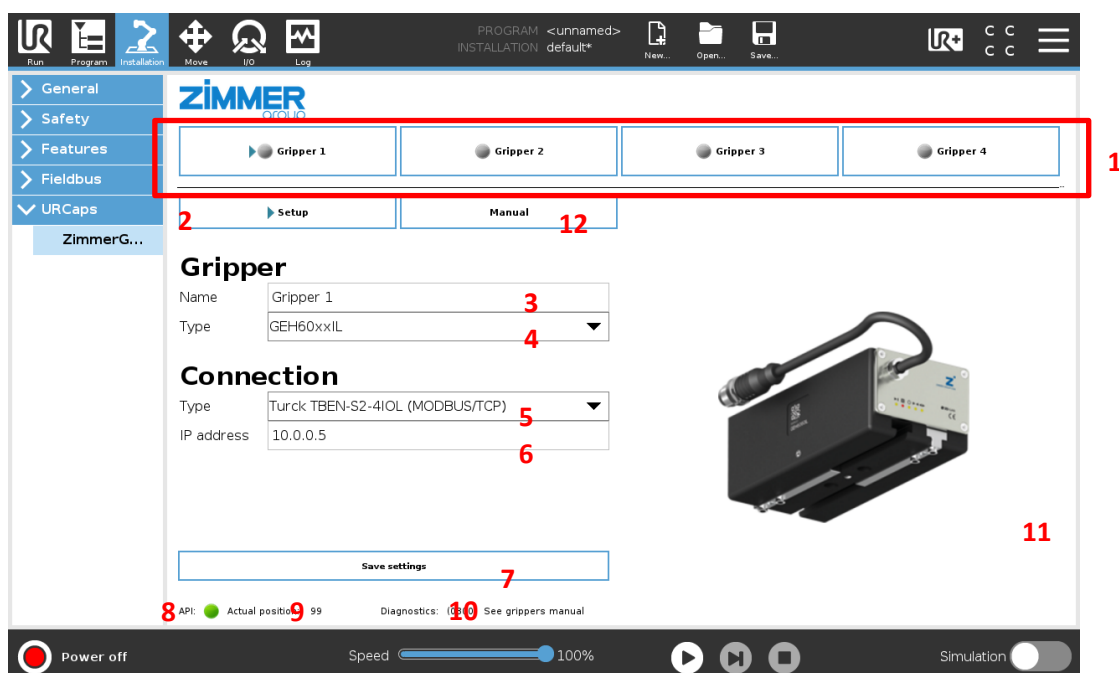 PROGRAM <unnamed>
INSTALLATION default*
UR
Run Program Installation Move I/O Log
New... Open... Save...
UR+
C C
C C
General
Safety
Features
Fieldbus
URCaps
ZimmerG...
ZiMMER
group
Gripper 1 Gripper 2 Gripper 3 Gripper 4
1
2 Setup Manual 12
Gripper
Name Gripper 1 3
Type GEH60xxIL 4
Connection
Type Turck TBEN-S2-4IOL (MODBUS/TCP) 5
IP address 10.0.0.5
6
11
Save settings
7
8 API: Actual position: 9 99 Diagnostics: 10 See grippers manual
Power off Speed 100% Simulation